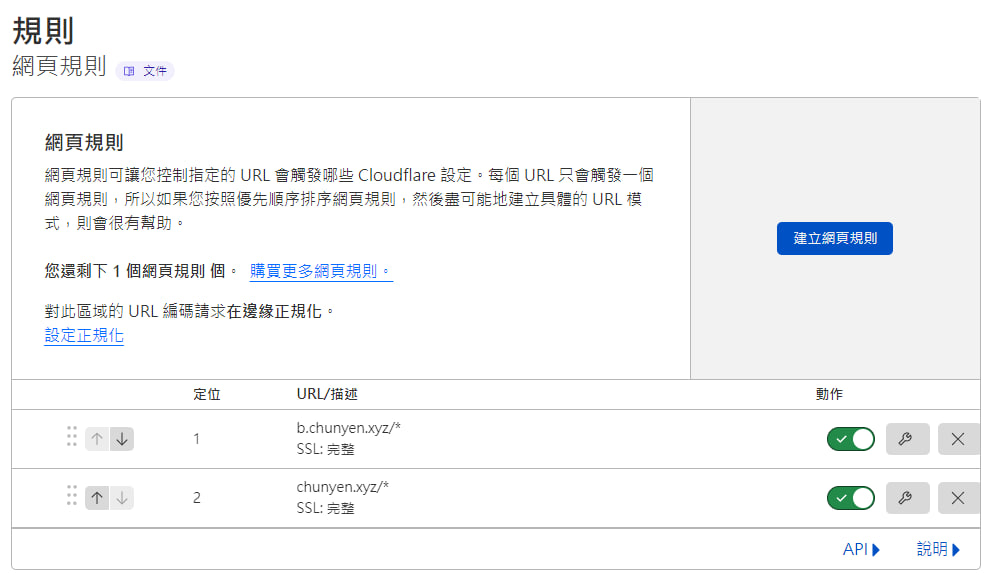 規則
網頁規則 文件
網頁規則
網頁規則可讓您控制指定的 URL 會觸發哪些 Cloudflare 設定。每個 URL 只會觸發一個
網頁規則，所以如果您按照優先順序排序網頁規則，然後盡可能地建立具體的 URL 模
式，則會很有幫助。
建立網頁規則
您還剩下 1 個網頁規則 個。 購買更多網頁規則。
對此區域的 URL 編碼請求在邊緣正規化。
設定正規化
定位 URL/描述 動作
1 b.chunyen.xyz/*
SSL: 完整
2 chunyen.xyz/*
SSL: 完整
API 說明